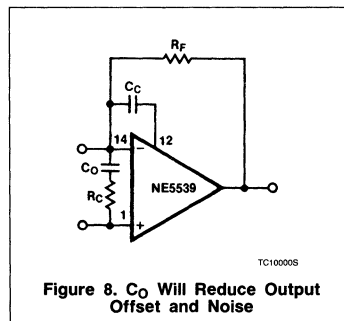 RF
CC
14
12
CO
NE5539
RC
1
TC10000S
Figure 8. CO Will Reduce Output
Offset and Noise